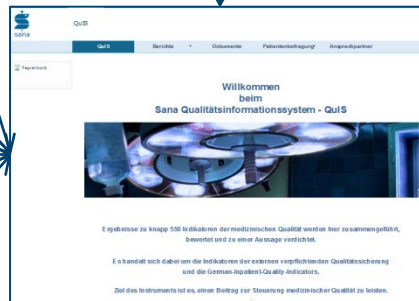 sana
QuIS
QuIS Berichte Dokumente Patientenbefragung Ansprechpartner
Papierkorb
Willkommen
beim
Sana Qualitätsinformationssystem - QuIS
Ergebnisse zu knapp 550 Indikatoren der medizinischen Qualität werden hier zusammengeführt,
bewertet und zu einer Aussage verdichtet.
Es handelt sich dabei um die Indikatoren der externen verpflichtenden Qualitätssicherung
und die German-Inpatient-Quality-Indicators.
Ziel des Instruments ist es, einen Beitrag zur Steuerung medizinischer Qualität zu leisten.